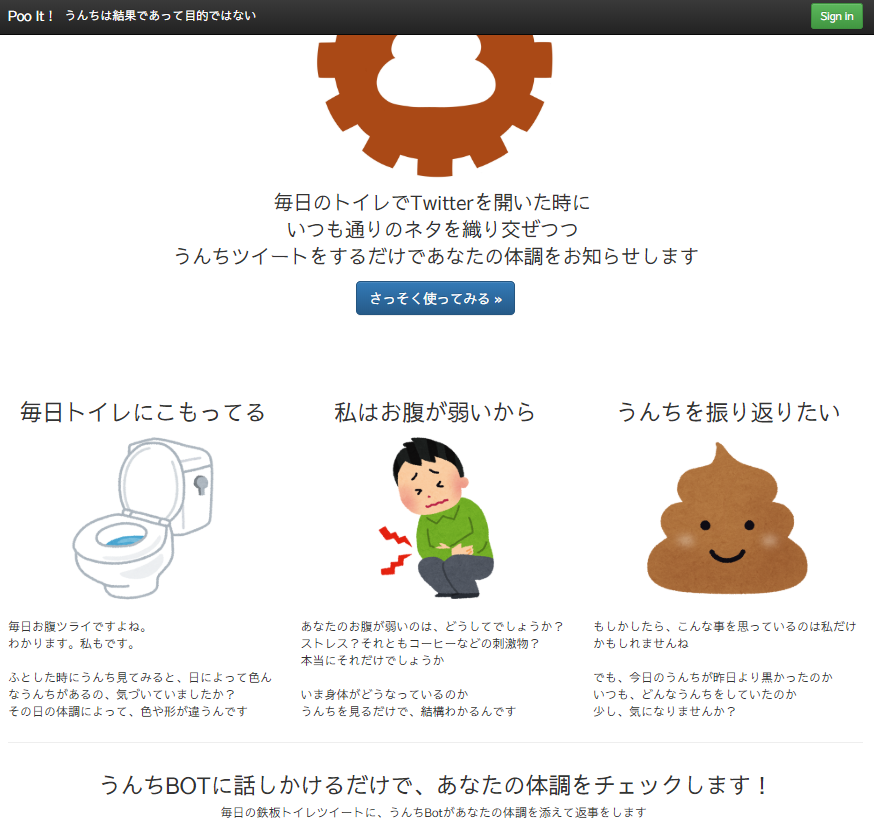 Poo It！ うんちは結果であって目的ではない
Sign In
毎日のトイレでTwitterを開いた時に
いつも通りのネタを織り交ぜつつ
うんちツイートをするだけであなたの体調をお知らせします
さっそく使ってみる »
毎日トイレにこもってる
私はお腹が弱いから
うんちを振り返りたい
毎日お腹ツライですよね。
わかります。私もです。
ふとした時にうんち見てみると、日によって色ん
なうんちがあるの、気づいていましたか？
その日の体調によって、色や形が違うんです
あなたのお腹が弱いのは、どうしてでしょうか？
ストレス？それともコーヒーなどの刺激物？
本当にそれだけでしょうか
いま身体がどうなっているのか
うんちを見るだけで、結構わかるんです
もしかしたら、こんな事を思っているのは私だけ
かもしれませんね
でも、今日のうんちが昨日より黒かったのか
いつも、どんなうんちをしていたのか
少し、気になりませんか？
うんちBOTに話しかけるだけで、あなたの体調をチェックします！
毎日の鉄板トイレツイートに、うんちBotがあなたの体調を添えて返事をします